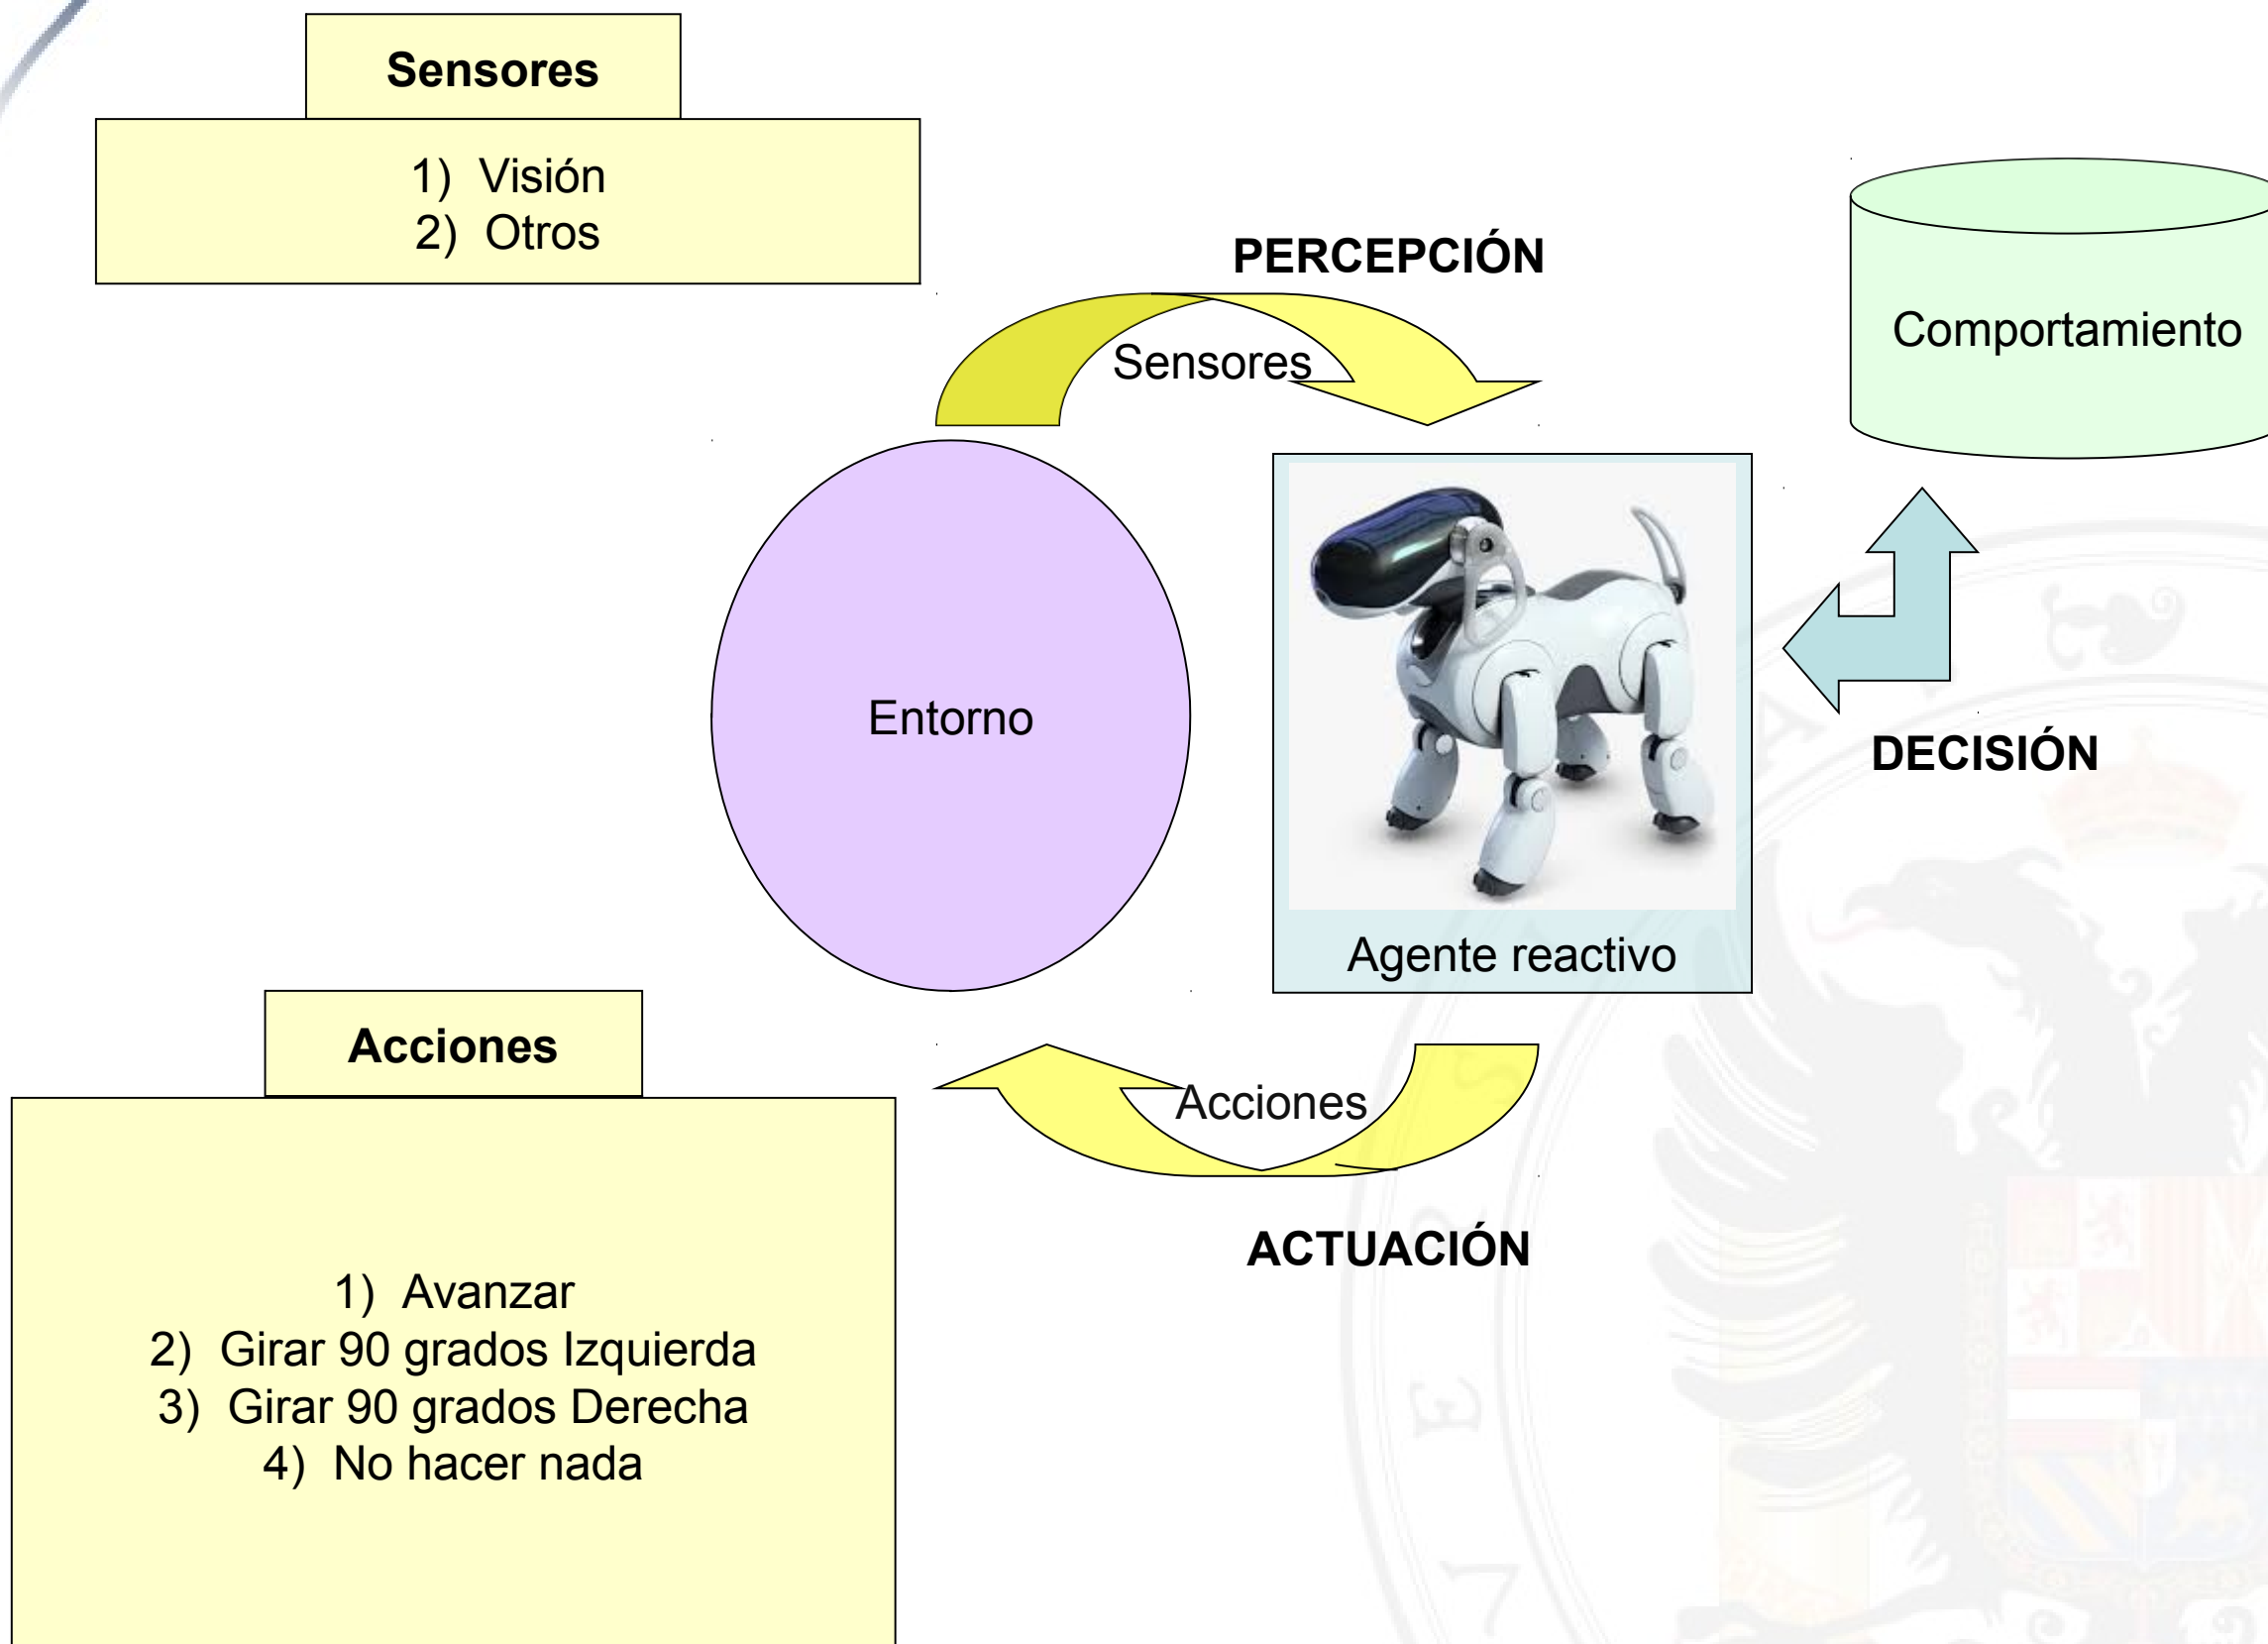 Sensores
1) Visión
2) Otros
PERCEPCIÓN
Sensores
Comportamiento
Entorno
Agente reactivo
DECISIÓN
Acciones
1) Avanzar
2) Girar 90 grados Izquierda
3) Girar 90 grados Derecha
4) No hacer nada
Acciones
ACTUACIÓN